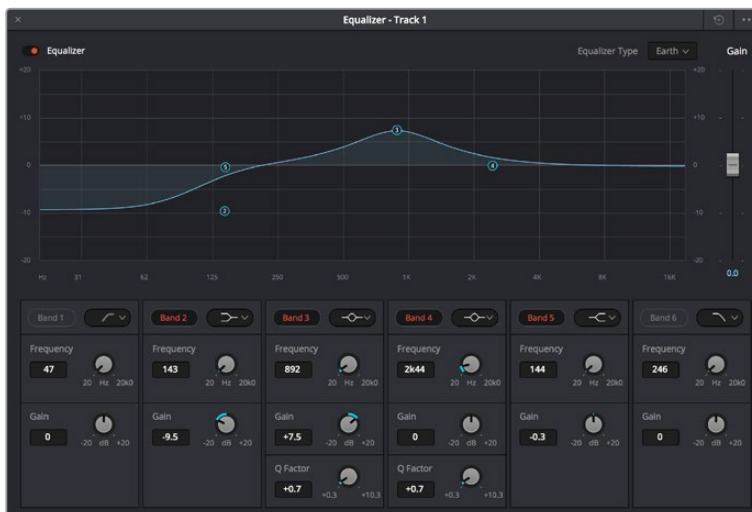 Equalizer - Track 1
Equalizer
Equalizer Type
Earth
Gain
+20 +20
+10 +10
0 0
-10 -10
-20 -20
Hz 31 62 125 250 500 1K 2K 4K 8K 16K
5
2
3
4
0.0
Band 1
Band 2
Band 3
Band 4
Band 5
Band 6
Frequency
47
20 Hz 20k0
Frequency
143
20 Hz 20k0
Frequency
892
20 Hz 20k0
Frequency
2k44
20 Hz 20k0
Frequency
144
20 Hz 20k0
Frequency
246
20 Hz 20k0
Gain
0
-20 dB +20
Gain
-9.5
-20 dB +20
Gain
+7.5
-20 dB +20
Gain
0
-20 dB +20
Gain
-0.3
-20 dB +20
Gain
0
-20 dB +20
Q Factor
+0.7
+0.3 +10.3
Q Factor
+0.7
+0.3 +10.3